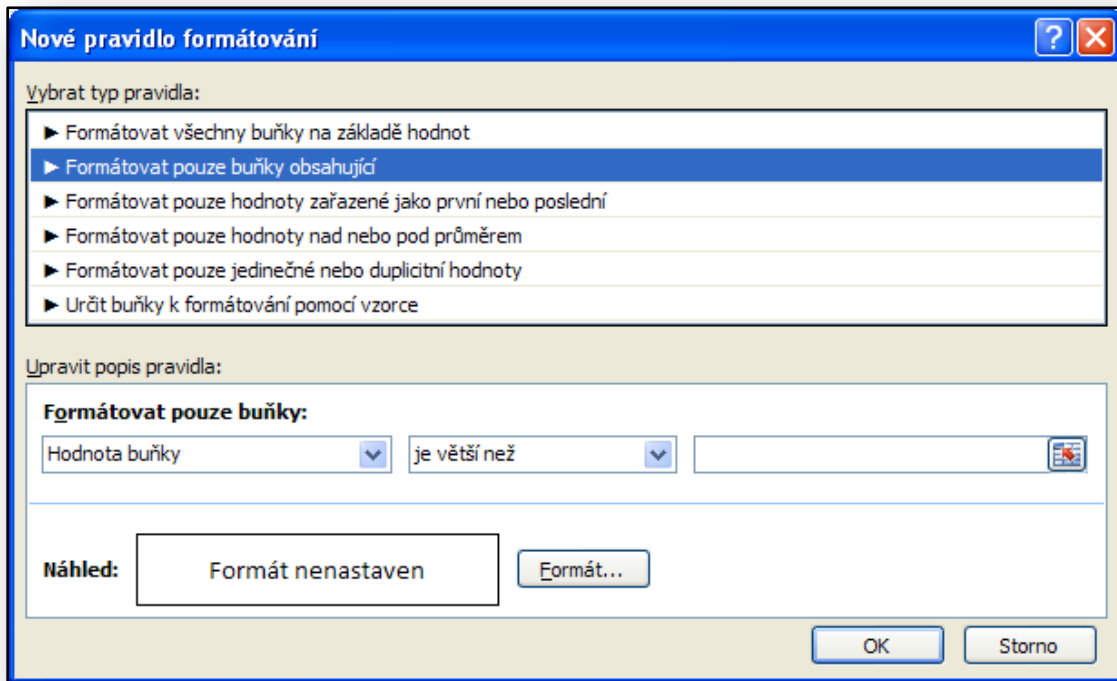 Nové pravidlo formátování
Vybrat typ pravidla:
► Formátovat všechny buňky na základě hodnot
► Formátovat pouze buňky obsahující
► Formátovat pouze hodnoty zařazené jako první nebo poslední
► Formátovat pouze hodnoty nad nebo pod průměrem
► Formátovat pouze jedinečné nebo duplicitní hodnoty
► Určit buňky k formátování pomocí vzorce
Upravit popis pravidla:
Formátovat pouze buňky:
Hodnota buňky je větší než
Náhled: Formát nenastaven Formát...
OK Storno